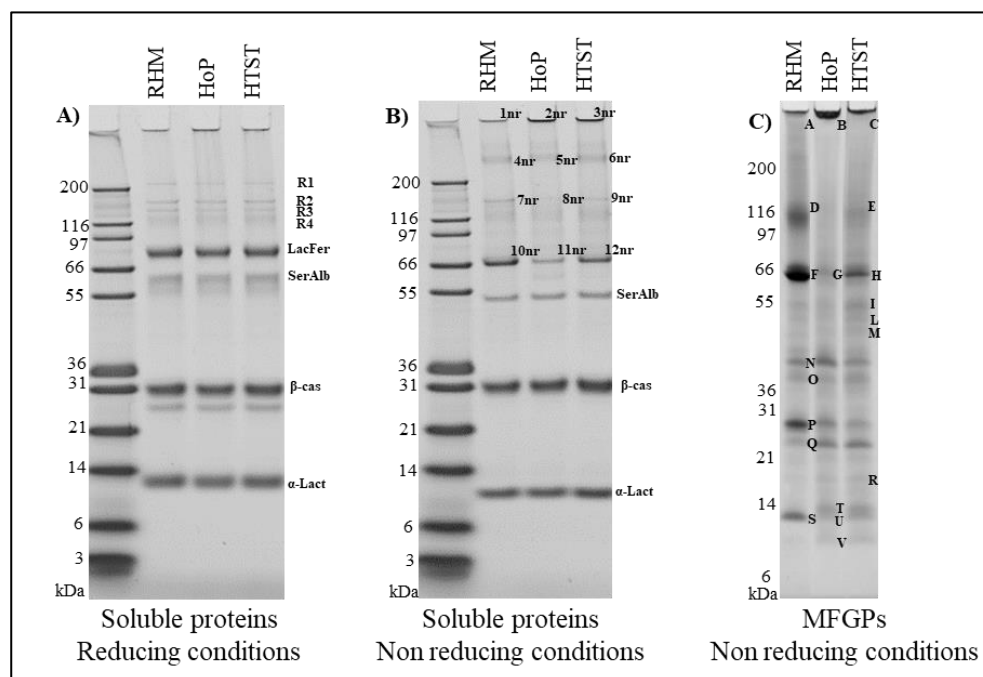 RHM
HoP
HTST
A)
200
116
97
66
55
36
31
21
14
6
3
kDa
R1
R2
R3
R4
LacFer
SerAlb
β-cas
α-Lact
Soluble proteins
Reducing conditions
RHM
HoP
HTST
B)
1nr 2nr 3nr
4nr 5nr 6nr
7nr 8nr 9nr
10nr 11nr 12nr
200
116
97
66
55
36
31
21
14
6
3
kDa
SerAlb
β-cas
α-Lact
Soluble proteins
Non reducing conditions
RHM
HoP
HTST
C)
A B C
D E
F G H
I
L
M
N
O
P
Q
R
S T
U
V
200
116
97
66
55
36
31
21
14
6
kDa
MFGPs
Non reducing conditions